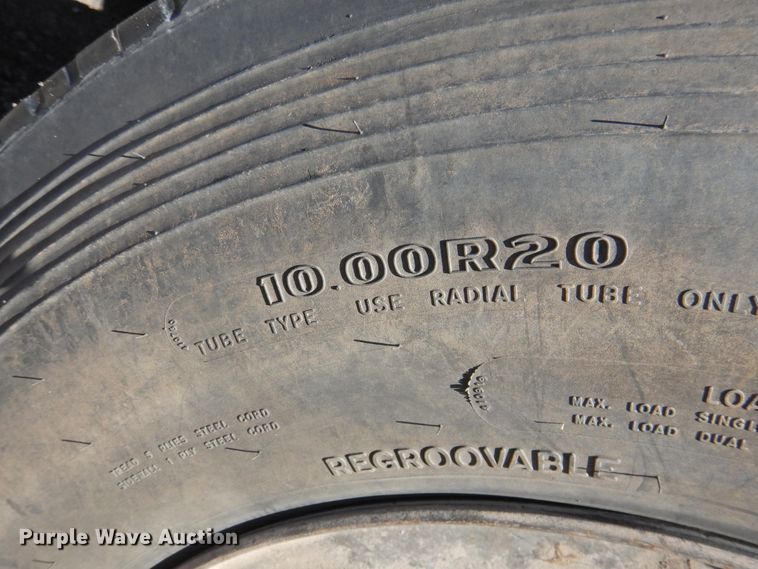 10.00R20
TUBE TYPE USE RADIAL TUBE ONLY
LOA
MAX. LOAD SINGL
MAX. LOAD DUAL
TREAD 5 PLIES STEEL CORD
SIDEWALL 1 PLY STEEL CORD
REGROOVABLE
Purple Wave Auction®